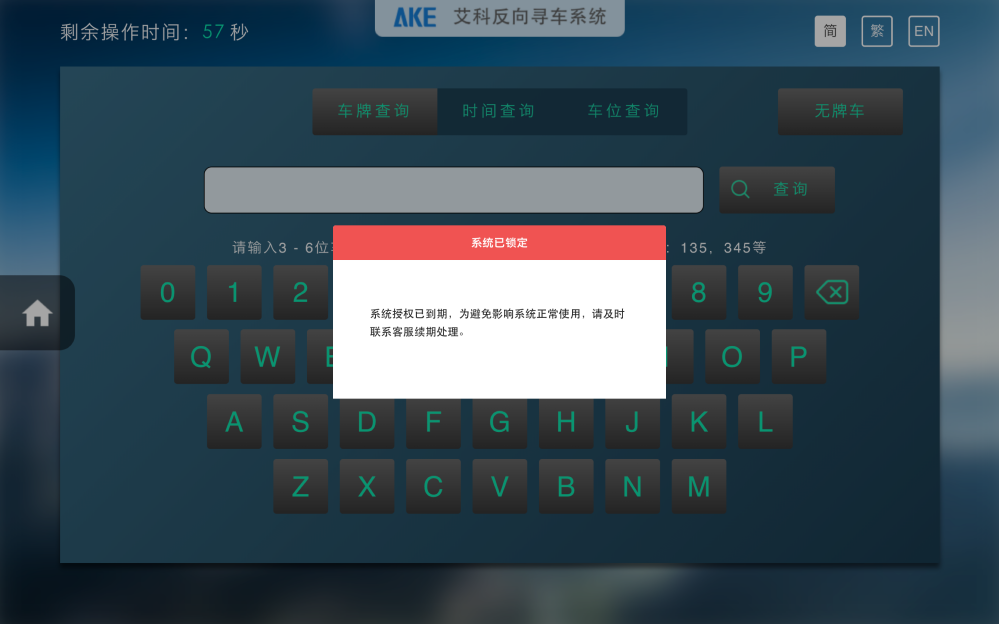 AKE 艾科反向寻车系统
剩余操作时间：57 秒
简 繁 EN
车牌查询 时间查询 车位查询 无牌车
查询
请输入3 - 6位
：135，345等
系统已锁定
系统授权已到期，为避免影响系统正常使用，请及时
联系客服续期处理。
0 1 2 8 9
Q W O P
A S D F G H J K L
Z X C V B N M